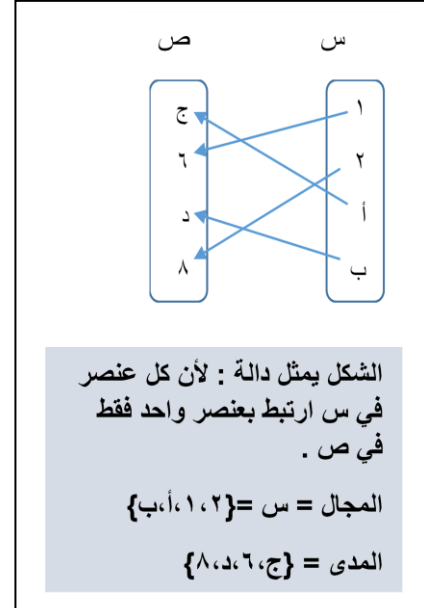 س ص
١ ج
٢ ٦
أ د
ب ٨
الشكل يمثل دالة : لأن كل عنصر
في س ارتبط بعنصر واحد فقط
في ص .
المجال = س ={١،٢،أ،ب}
المدى = {ج،٦،د،٨}